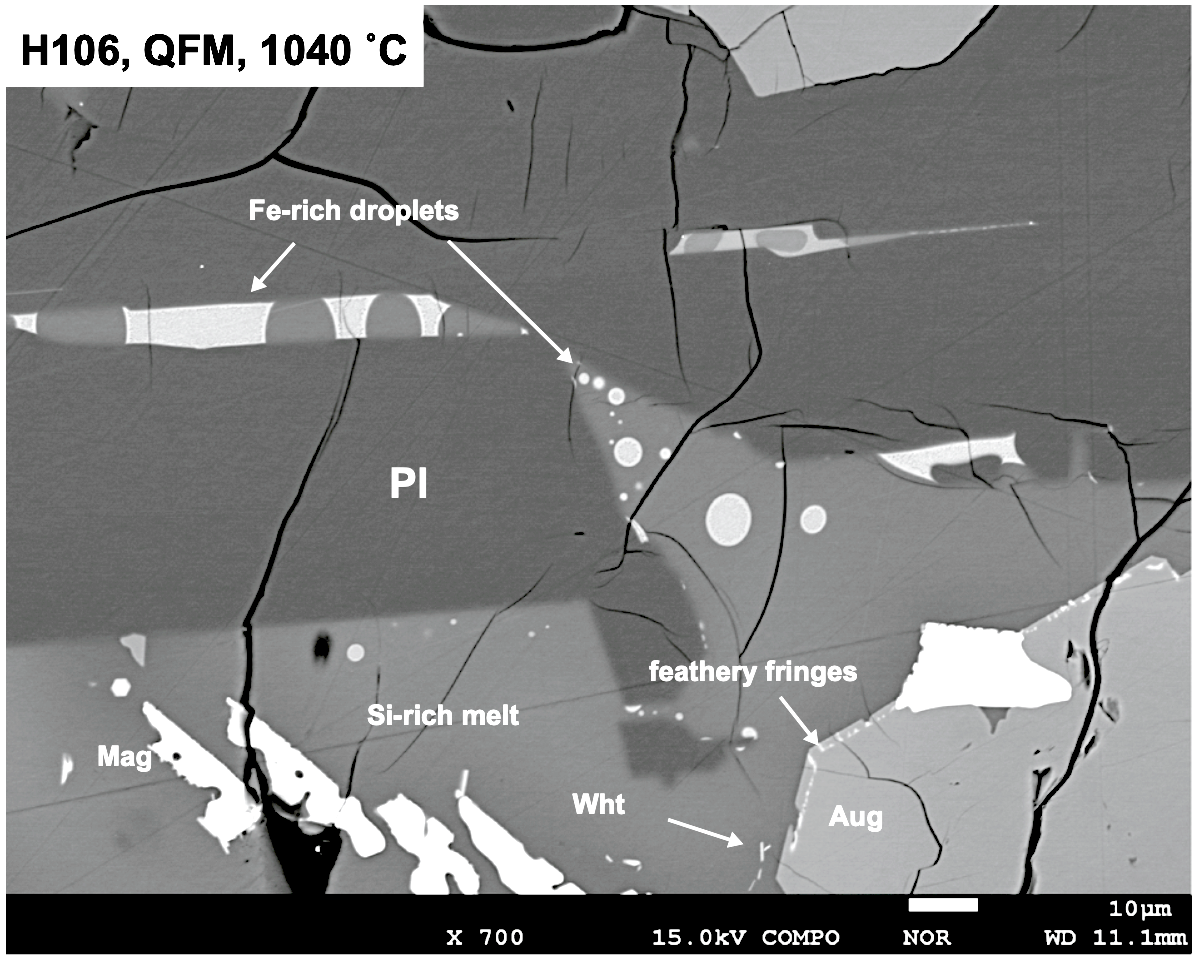 H106, QFM, 1040 ˚C
Fe-rich droplets
Pl
feathery fringes
Si-rich melt
Mag
Wht
Aug
10µm
X 700 15.0kV COMPO NOR WD 11.1mm